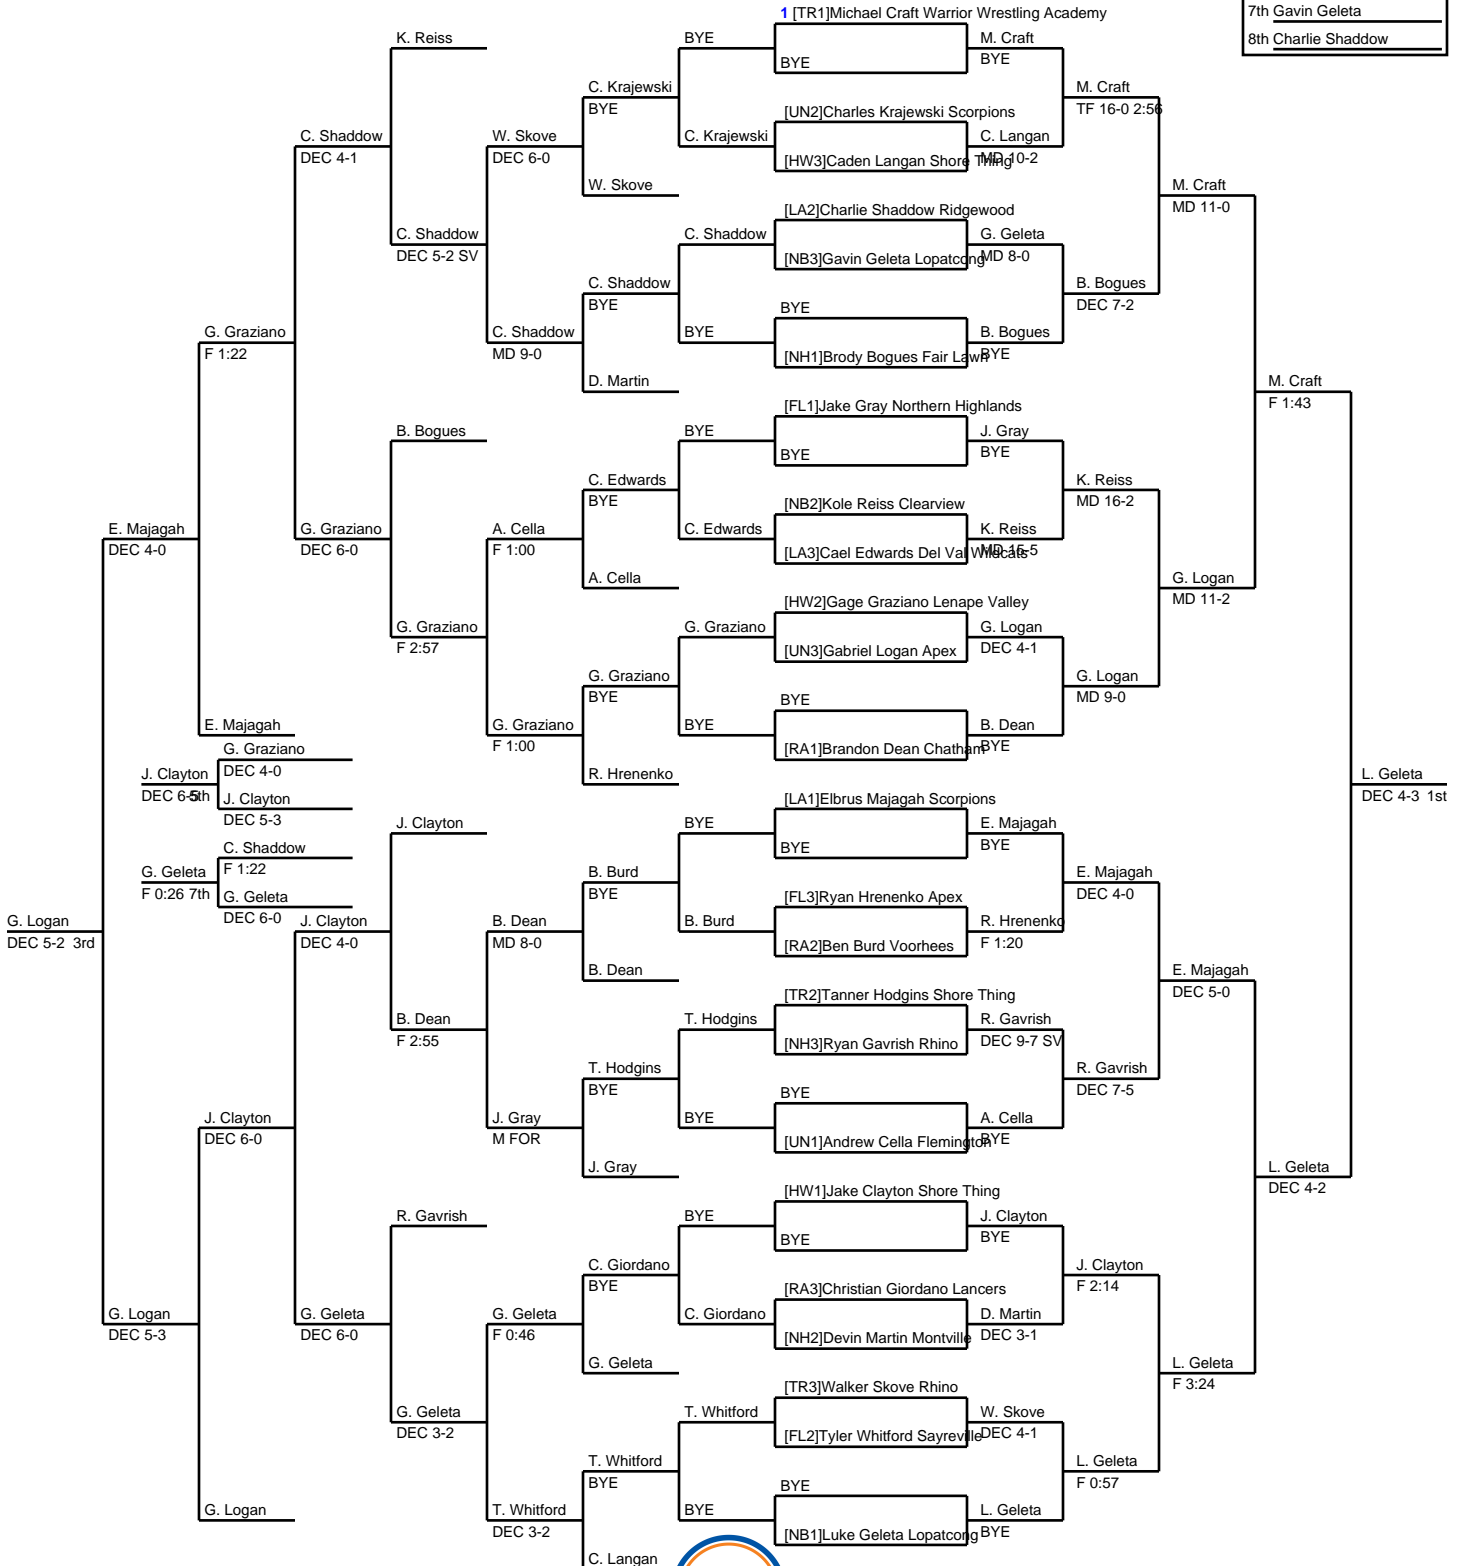 1 [TR1]Michael Craft Warrior Wrestling Academy
7th Gavin Geleta
8th Charlie Shaddow
K. Reiss
BYE
M. Craft
BYE
BYE
C. Krajewski
BYE
M. Craft
TF 16-0 2:56
[UN2]Charles Krajewski Scorpions
C. Shaddow
DEC 4-1
W. Skove
DEC 6-0
C. Krajewski
C. Langan
MD 10-2
[HW3]Caden Langan Shore Thing
W. Skove
M. Craft
MD 11-0
[LA2]Charlie Shaddow Ridgewood
C. Shaddow
DEC 5-2 SV
C. Shaddow
G. Geleta
MD 8-0
[NB3]Gavin Geleta Lopatcong
C. Shaddow
BYE
B. Bogues
DEC 7-2
BYE
G. Graziano
F 1:22
C. Shaddow
MD 9-0
BYE
B. Bogues
BYE
[NH1]Brody Bogues Fair Lawn
D. Martin
M. Craft
F 1:43
[FL1]Jake Gray Northern Highlands
B. Bogues
BYE
J. Gray
BYE
BYE
C. Edwards
BYE
K. Reiss
MD 16-2
[NB2]Kole Reiss Clearview
E. Majagah
DEC 4-0
G. Graziano
DEC 6-0
A. Cella
F 1:00
C. Edwards
K. Reiss
MD 15-5
[LA3]Cael Edwards Del Val Wildcats
A. Cella
G. Logan
MD 11-2
[HW2]Gage Graziano Lenape Valley
G. Graziano
F 2:57
G. Graziano
G. Logan
DEC 4-1
[UN3]Gabriel Logan Apex
G. Graziano
BYE
G. Logan
MD 9-0
BYE
E. Majagah
G. Graziano
F 1:00
BYE
B. Dean
BYE
[RA1]Brandon Dean Chatham
G. Graziano
DEC 4-0
J. Clayton
DEC 6-5 5th
J. Clayton
DEC 5-3
R. Hrenenko
L. Geleta
DEC 4-3 1st
[LA1]Elbrus Majagah Scorpions
J. Clayton
BYE
E. Majagah
BYE
BYE
C. Shaddow
F 1:22
G. Geleta
F 0:26 7th
G. Geleta
DEC 6-0
B. Burd
BYE
E. Majagah
DEC 4-0
[FL3]Ryan Hrenenko Apex
G. Logan
DEC 5-2 3rd
J. Clayton
DEC 4-0
B. Dean
MD 8-0
B. Burd
R. Hrenenko
F 1:20
[RA2]Ben Burd Voorhees
B. Dean
E. Majagah
DEC 5-0
[TR2]Tanner Hodgins Shore Thing
B. Dean
F 2:55
T. Hodgins
R. Gavrish
DEC 9-7 SV
[NH3]Ryan Gavrish Rhino
T. Hodgins
BYE
R. Gavrish
DEC 7-5
BYE
J. Clayton
DEC 6-0
J. Gray
M FOR
BYE
A. Cella
BYE
[UN1]Andrew Cella Flemington
J. Gray
L. Geleta
DEC 4-2
[HW1]Jake Clayton Shore Thing
R. Gavrish
BYE
J. Clayton
BYE
BYE
C. Giordano
BYE
J. Clayton
F 2:14
[RA3]Christian Giordano Lancers
G. Logan
DEC 5-3
G. Geleta
DEC 6-0
G. Geleta
F 0:46
C. Giordano
D. Martin
DEC 3-1
[NH2]Devin Martin Montville
G. Geleta
L. Geleta
F 3:24
[TR3]Walker Skove Rhino
G. Geleta
DEC 3-2
T. Whitford
W. Skove
DEC 4-1
[FL2]Tyler Whitford Sayreville
T. Whitford
BYE
L. Geleta
F 0:57
BYE
G. Logan
T. Whitford
DEC 3-2
BYE
L. Geleta
BYE
[NB1]Luke Geleta Lopatcong
C. Langan